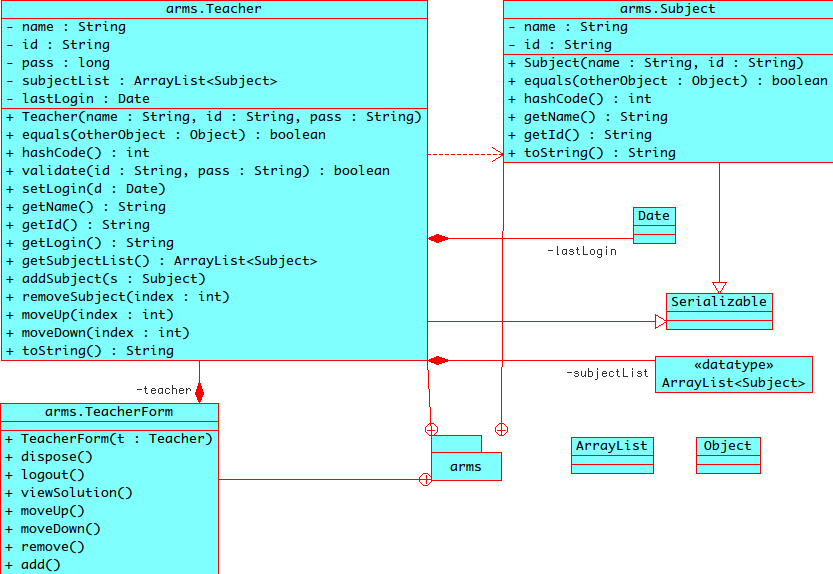 arms.Teacher
- name : String
- id : String
- pass : long
- subjectList : ArrayList<Subject>
- lastLogin : Date
+ Teacher(name : String, id : String, pass : String)
+ equals(otherObject : Object) : boolean
+ hashCode() : int
+ validate(id : String, pass : String) : boolean
+ setLogin(d : Date)
+ getName() : String
+ getId() : String
+ getLogin() : String
+ getSubjectList() : ArrayList<Subject>
+ addSubject(s : Subject)
+ removeSubject(index : int)
+ moveUp(index : int)
+ moveDown(index : int)
+ toString() : String
arms.Subject
- name : String
- id : String
+ Subject(name : String, id : String)
+ equals(otherObject : Object) : boolean
+ hashCode() : int
+ getName() : String
+ getId() : String
+ toString() : String
Date
-lastLogin
Serializable
-subjectList
«datatype»
ArrayList<Subject>
-teacher
arms.TeacherForm
+ TeacherForm(t : Teacher)
+ dispose()
+ logout()
+ viewSolution()
+ moveUp()
+ moveDown()
+ remove()
+ add()
arms
ArrayList
Object